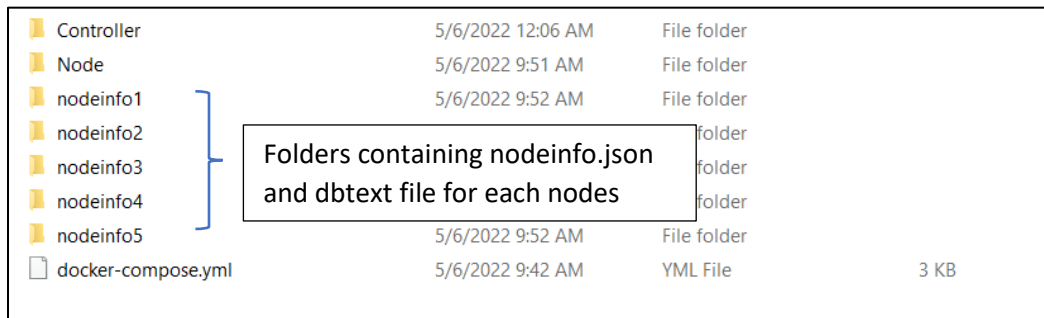 Controller 5/6/2022 12:06 AM File folder
Node 5/6/2022 9:51 AM File folder
nodeinfo1 5/6/2022 9:52 AM File folder
nodeinfo2 folder
Folders containing nodeinfo.json
nodeinfo3 folder
and dbtext file for each nodes
nodeinfo4 folder
nodeinfo5 5/6/2022 9:52 AM File folder
docker-compose.yml 5/6/2022 9:42 AM YML File 3 KB